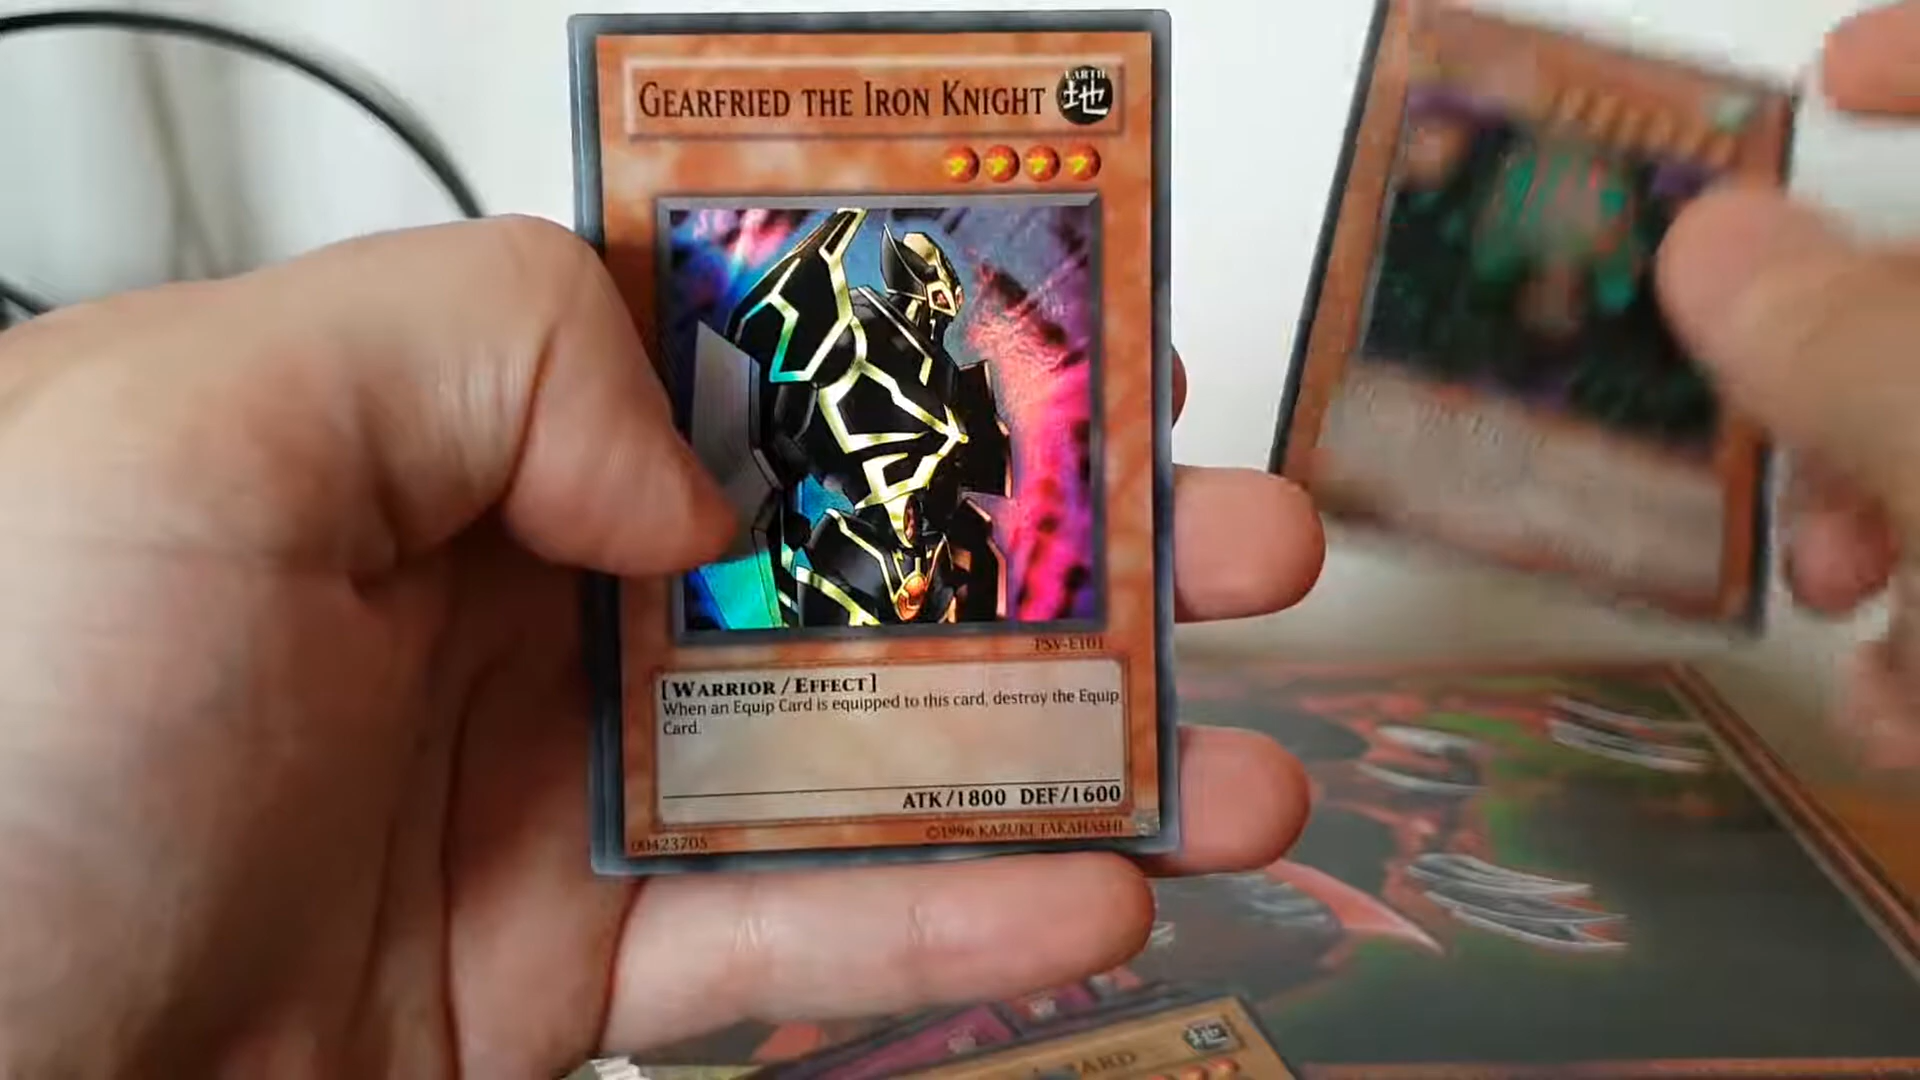 GEARFRIED THE IRON KNIGHT
EARTH
地
PSV-E101
[WARRIOR/EFFECT]
When an Equip Card is equipped to this card, destroy the Equip
Card.
ATK/1800 DEF/1600
00423705
©1996 KAZUKI TAKAHASHI
地